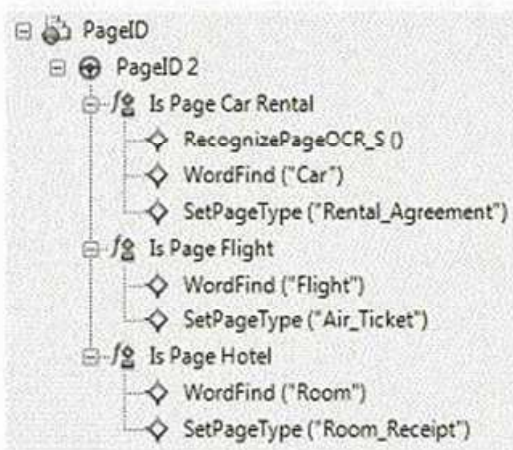 PageID
PageID 2
Is Page Car Rental
RecognizePageOCR_S ()
WordFind ("Car")
SetPageType ("Rental_Agreement")
Is Page Flight
WordFind ("Flight")
SetPageType ("Air_Ticket")
Is Page Hotel
WordFind ("Room")
SetPageType ("Room_Receipt")